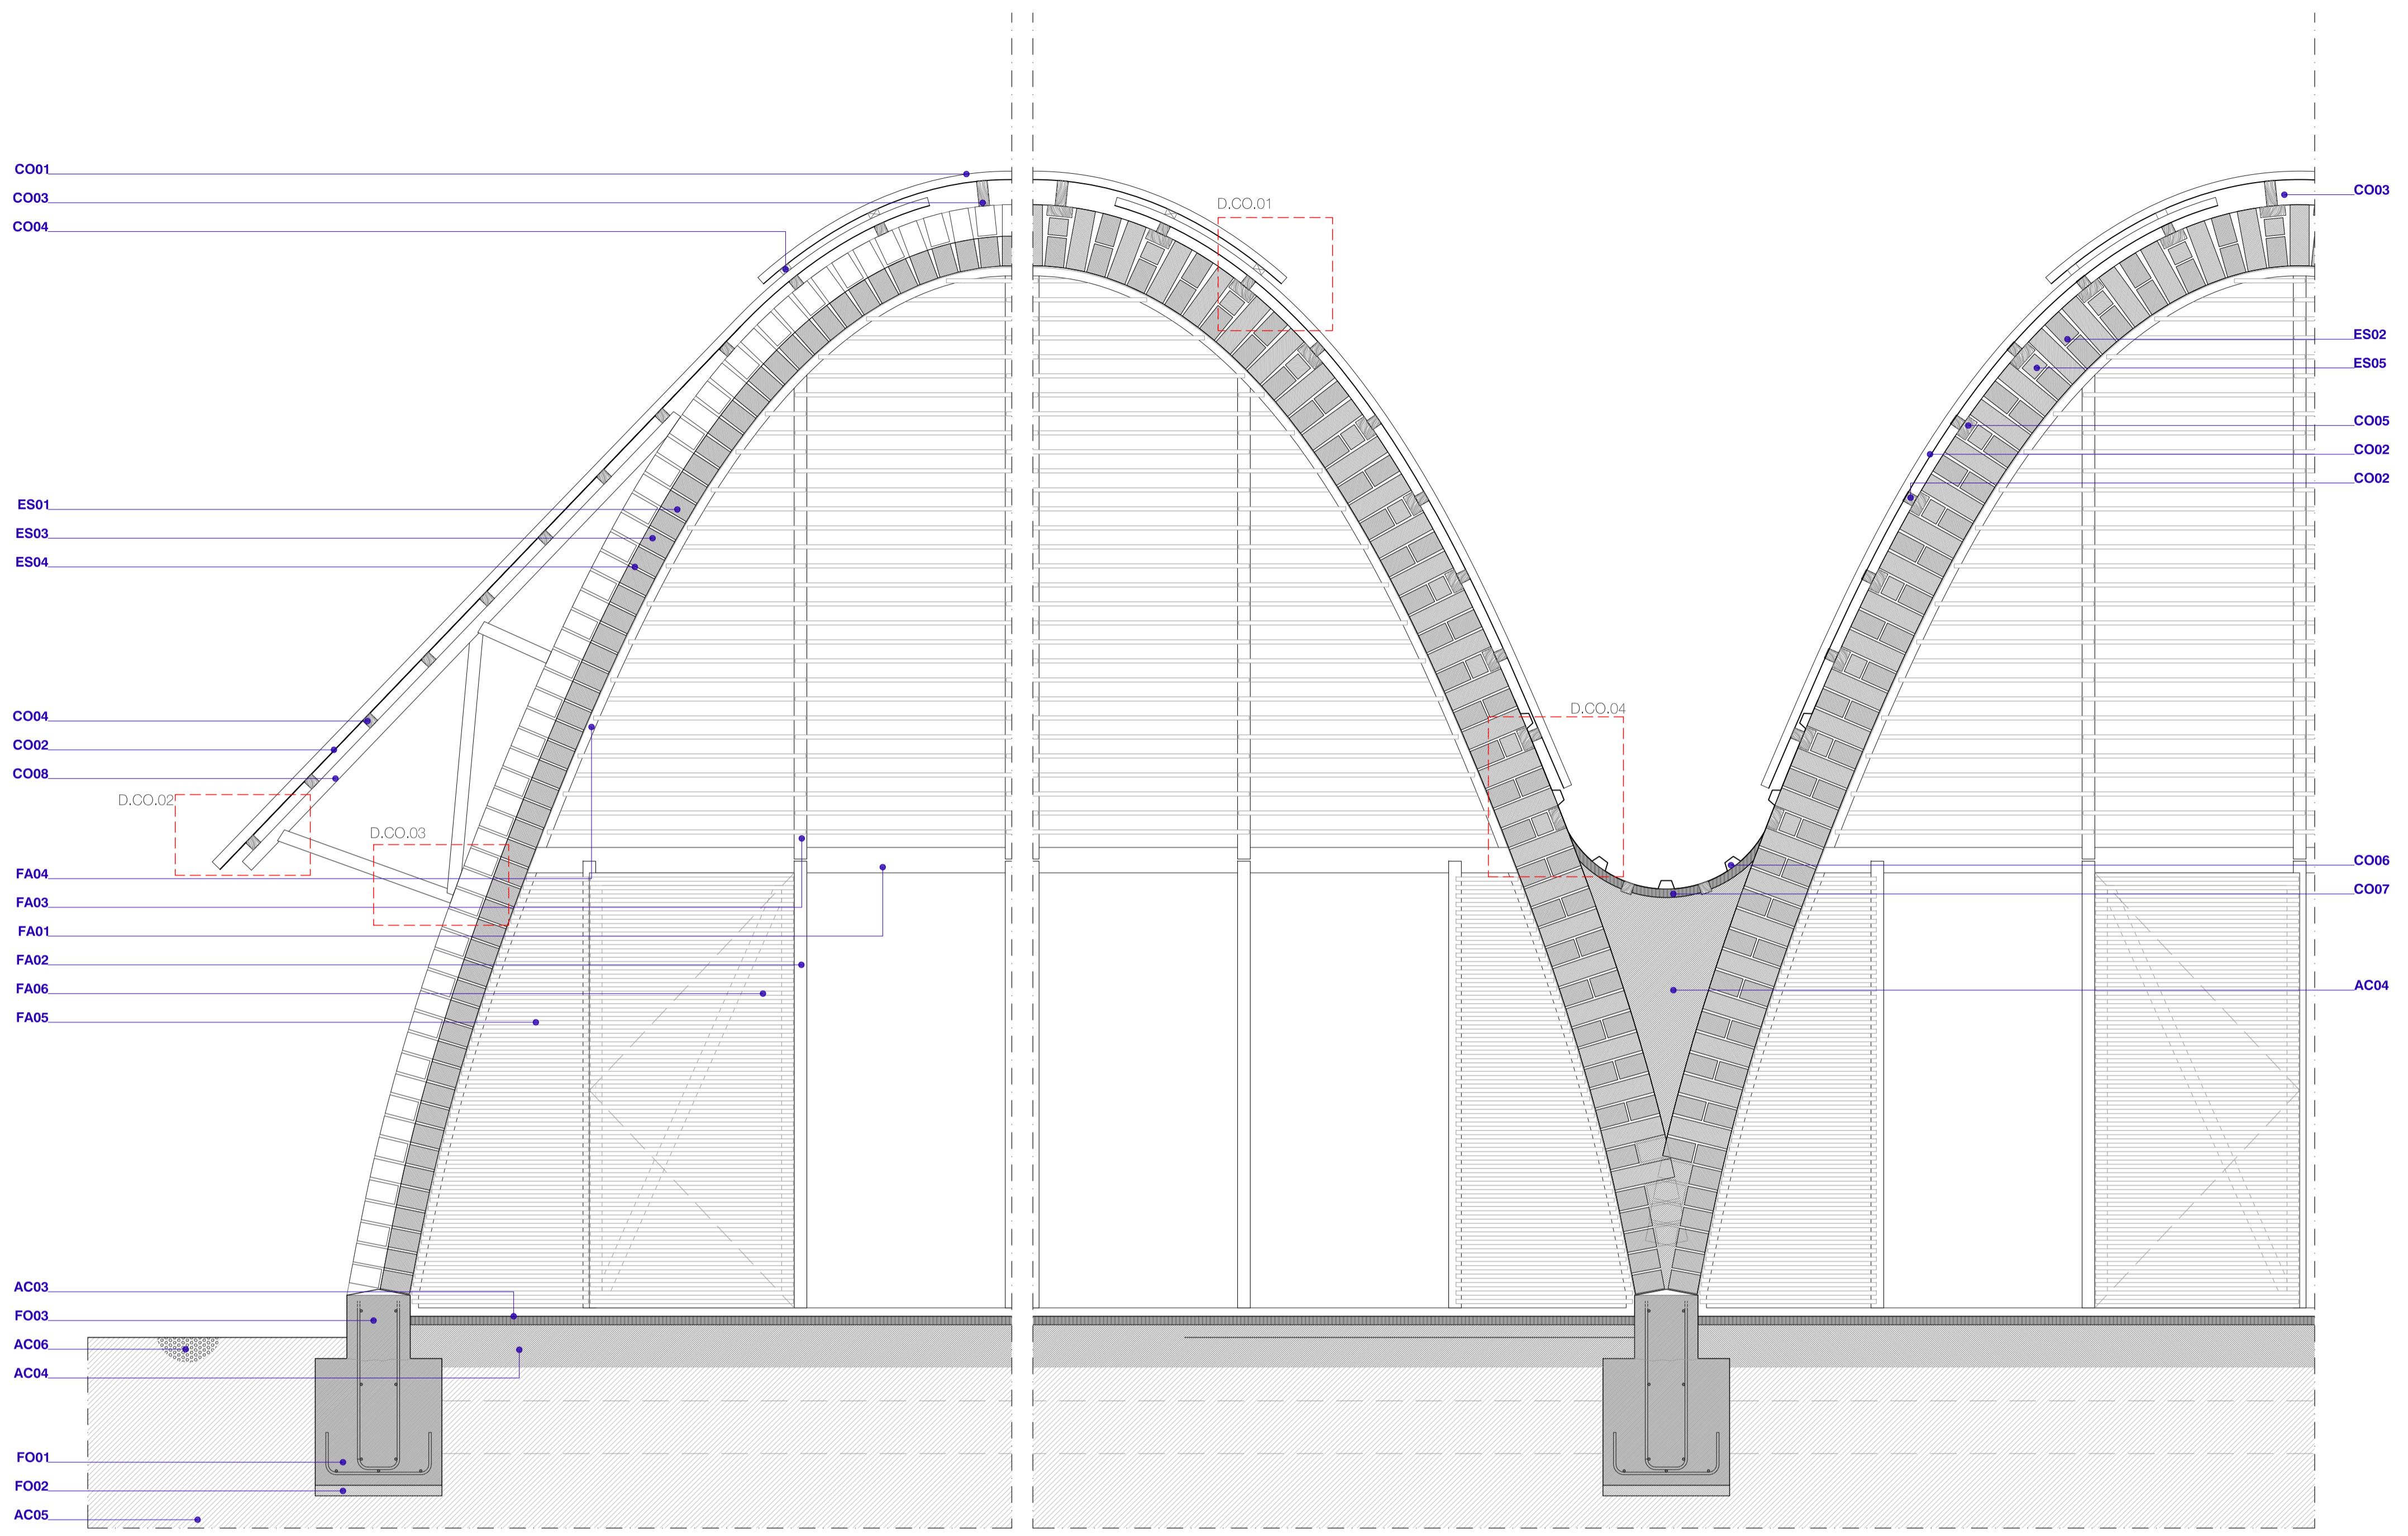 CO01
CO03
CO04
D.CO.01
CO03
ES02
ES05
CO05
CO02
CO02
ES01
ES03
ES04
CO04
CO02
CO08
D.CO.02
D.CO.03
D.CO.04
FA04
FA03
FA01
FA02
FA06
FA05
CO06
CO07
AC04
AC03
FO03
AC06
AC04
FO01
FO02
AC05